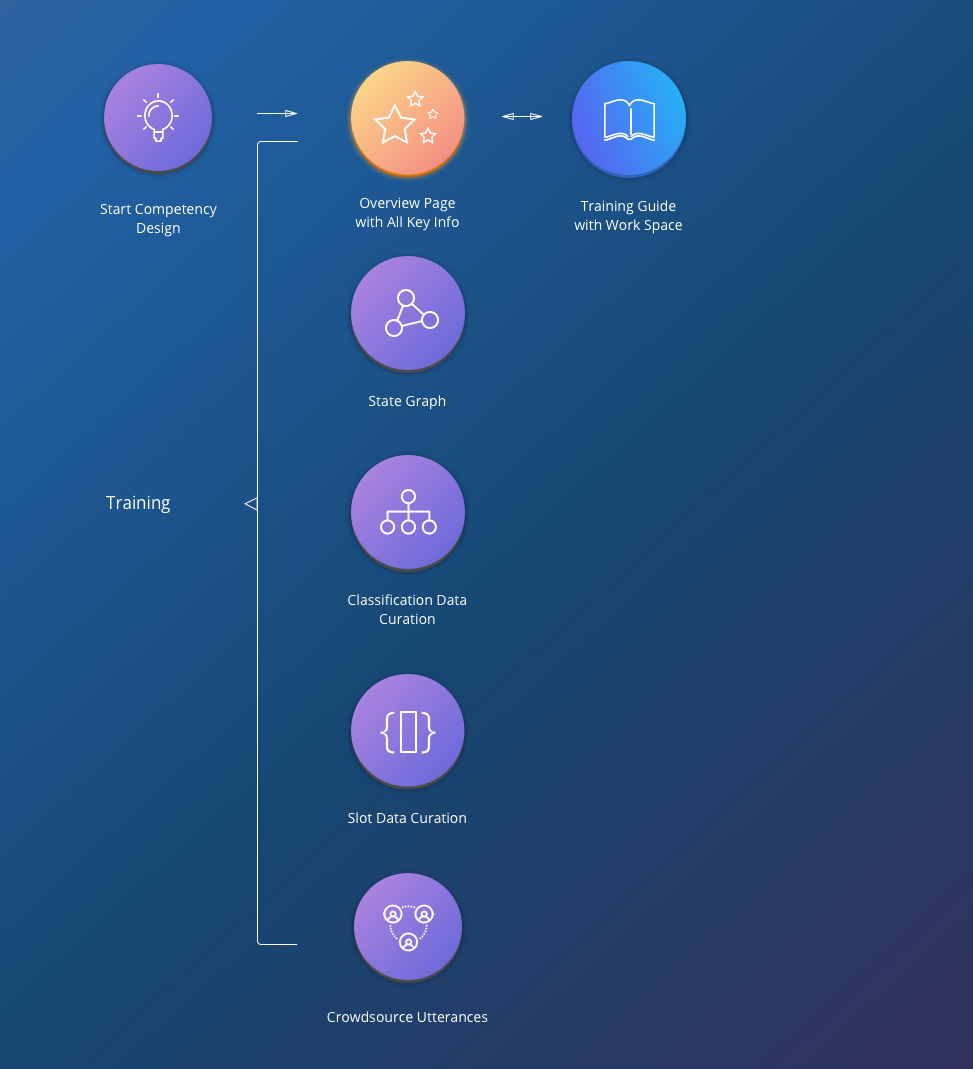 Start Competency
Design
Overview Page
with All Key Info
Training Guide
with Work Space
State Graph
Training
Classification Data
Curation
Slot Data Curation
Crowdsource Utterances